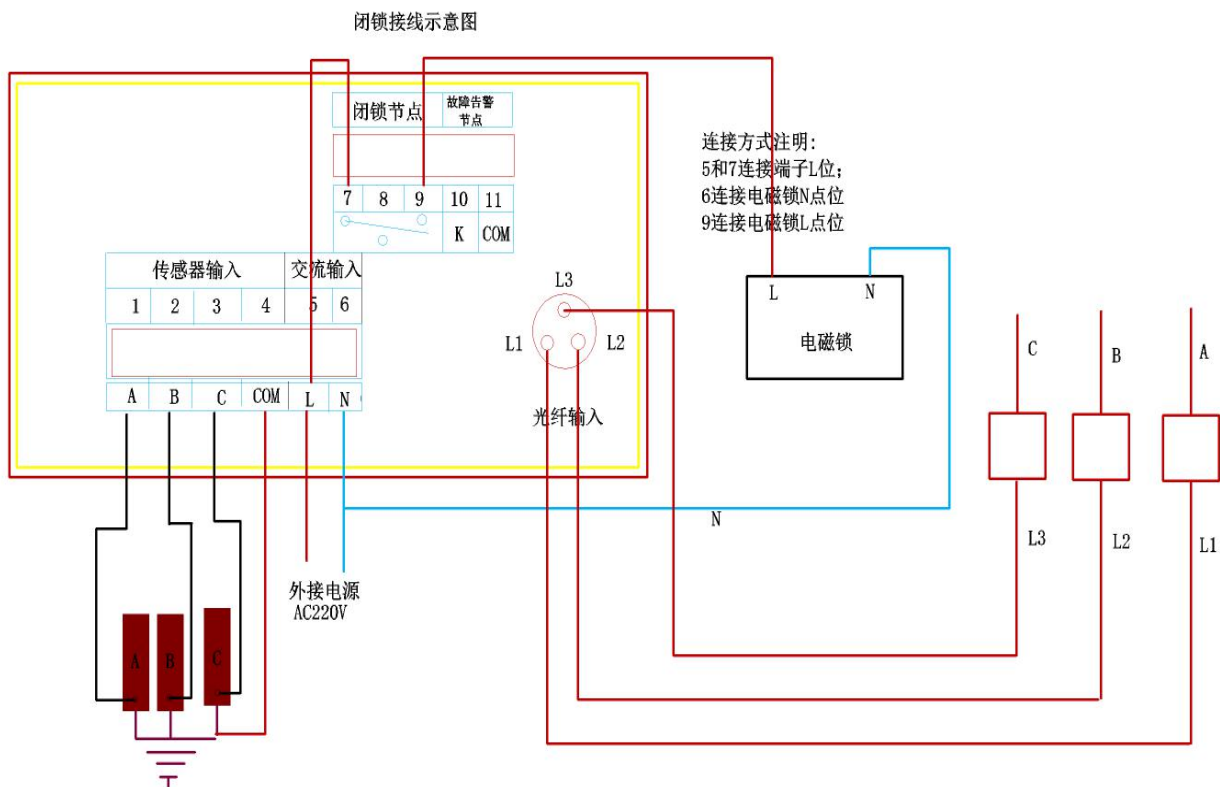 闭锁接线示意图
闭锁节点
故障告警
节点
7 8 9 10 11
K COM
连接方式注明:
5和7连接端子L位;
6连接电磁锁N点位
9连接电磁锁L点位
传感器输入 交流输入
1 2 3 4 5 6
A B C COM L N
L3
L1 L2
光纤输入
L N
电磁锁
C B A
N
L3 L2 L1
外接电源
AC220V
A B C